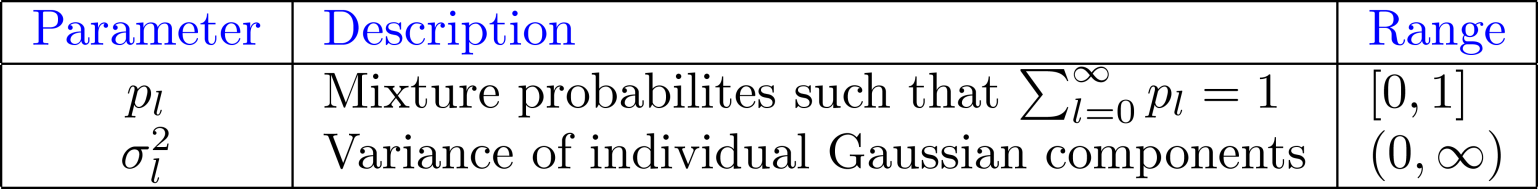 Parameter Description Range
p_l Mixture probabilites such that ∑_{l=0}^{∞} p_l = 1 [0, 1]
σ_l^2 Variance of individual Gaussian components (0, ∞)